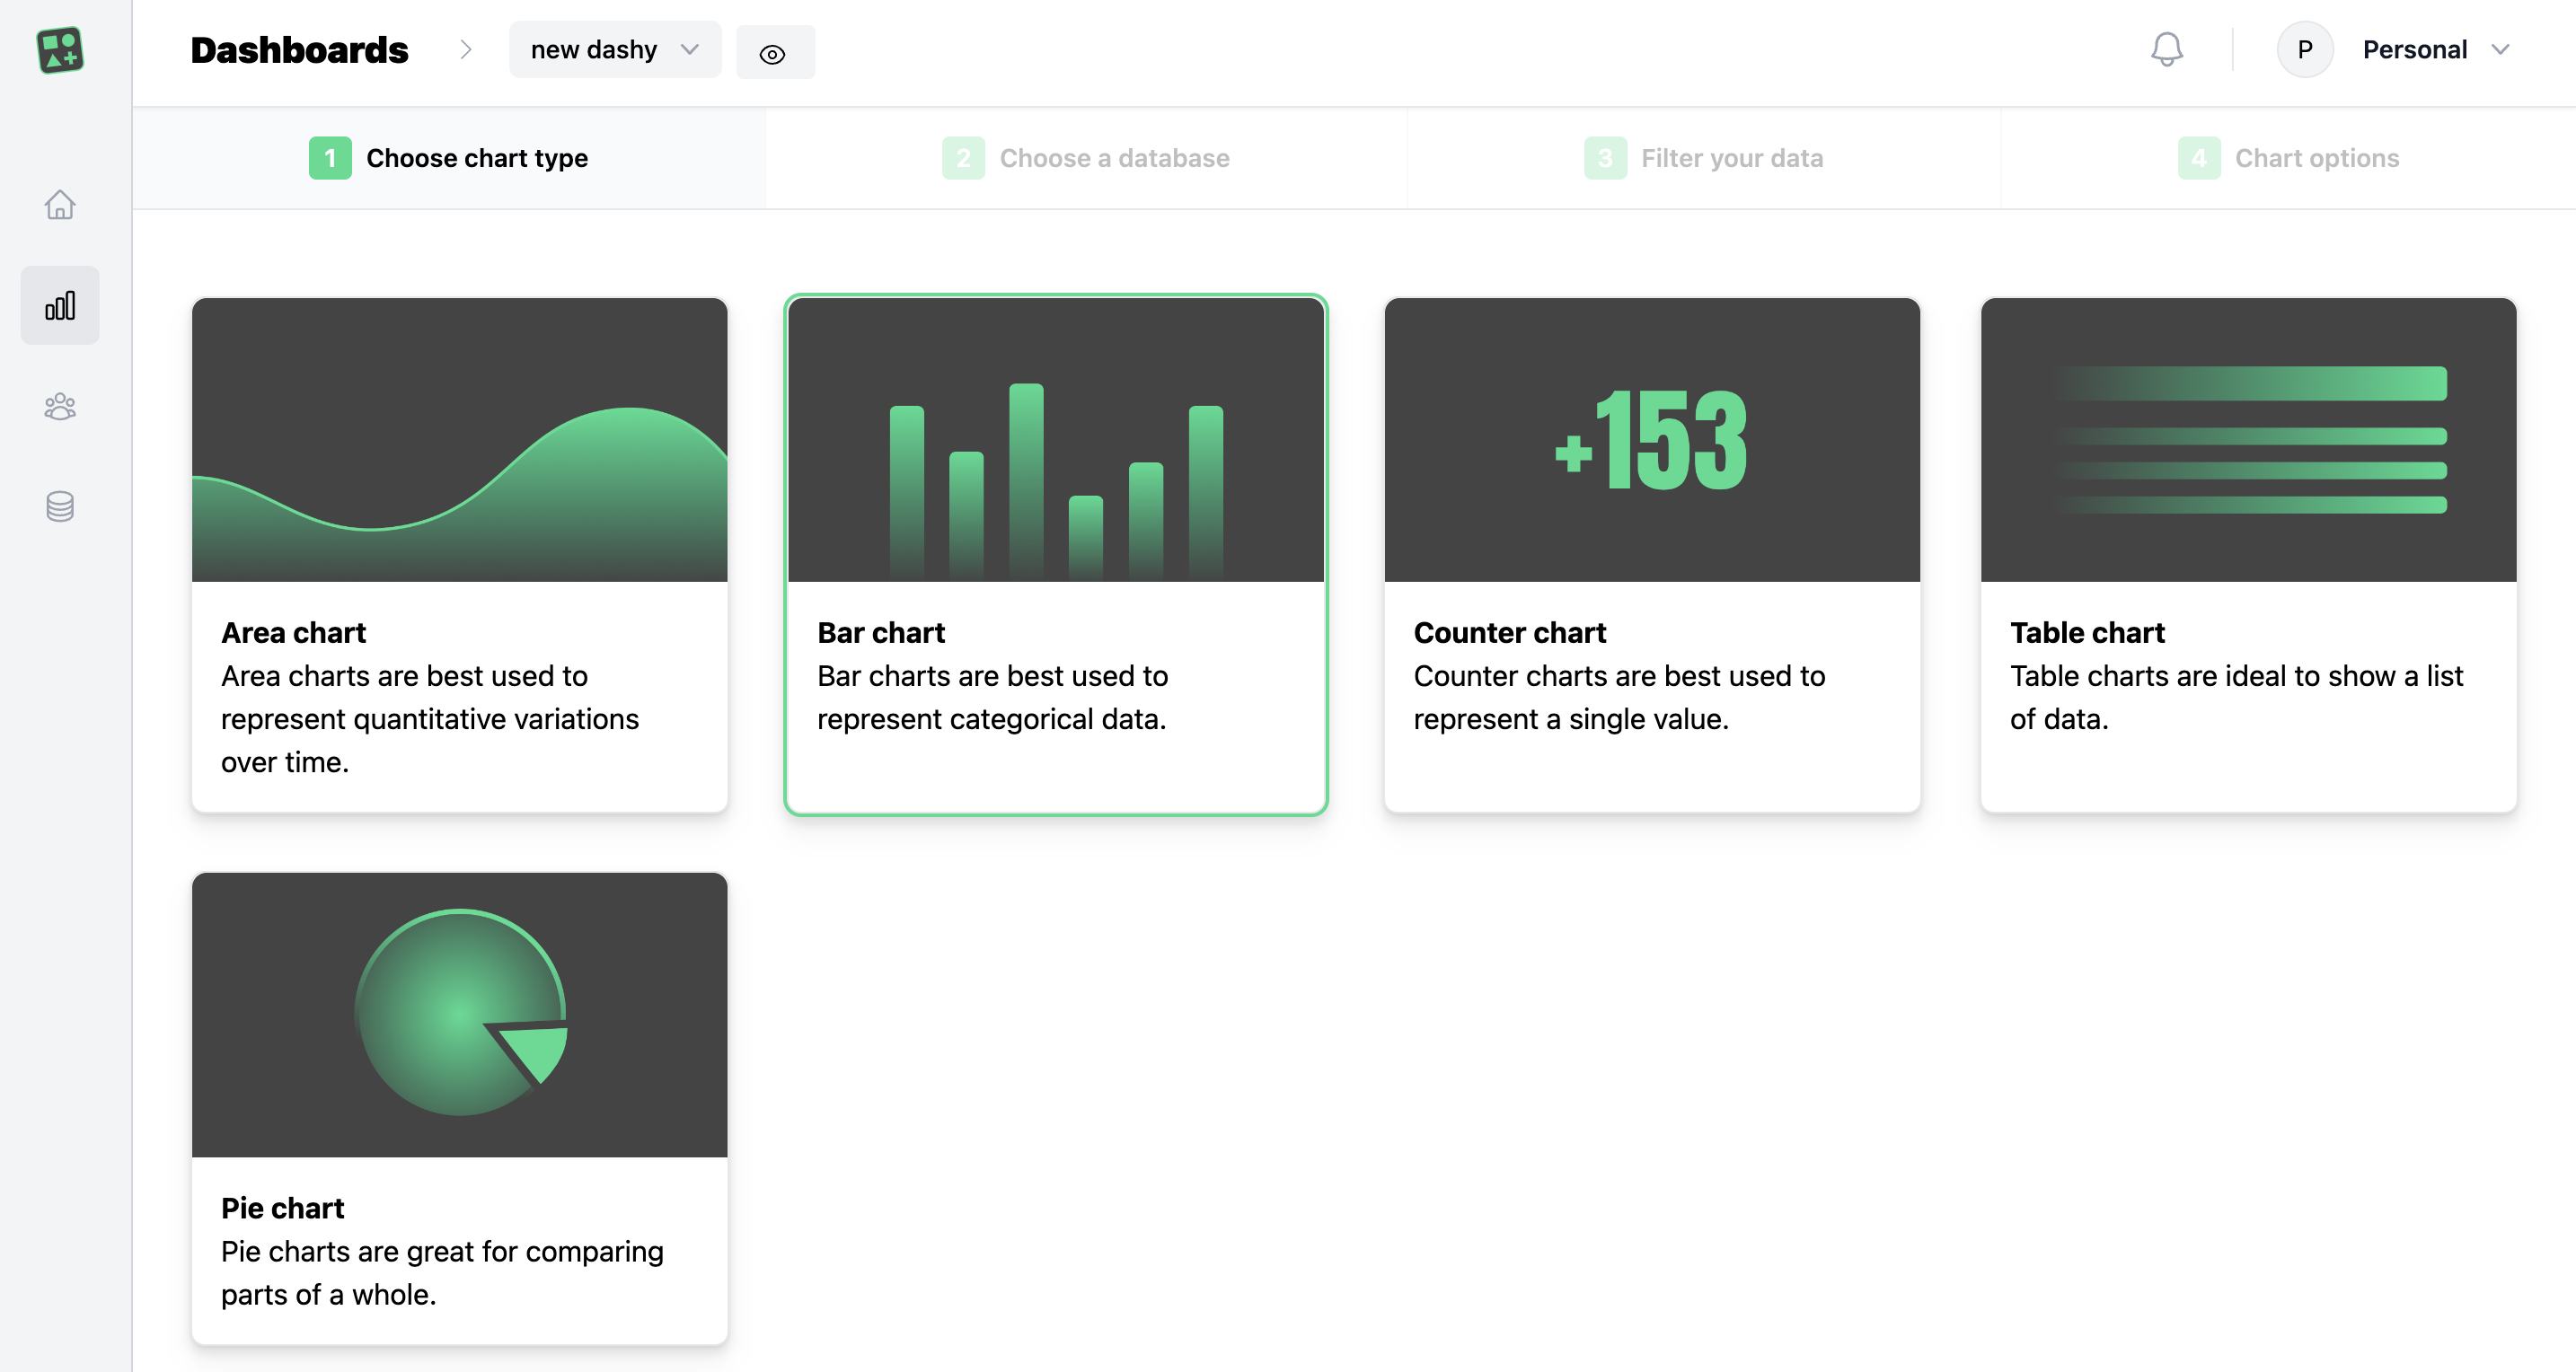 Dashboards
new dashy
P
Personal
1 Choose chart type
2 Choose a database
3 Filter your data
4 Chart options
+153
Area chart
Area charts are best used to
represent quantitative variations
over time.
Bar chart
Bar charts are best used to
represent categorical data.
Counter chart
Counter charts are best used to
represent a single value.
Table chart
Table charts are ideal to show a list
of data.
Pie chart
Pie charts are great for comparing
parts of a whole.